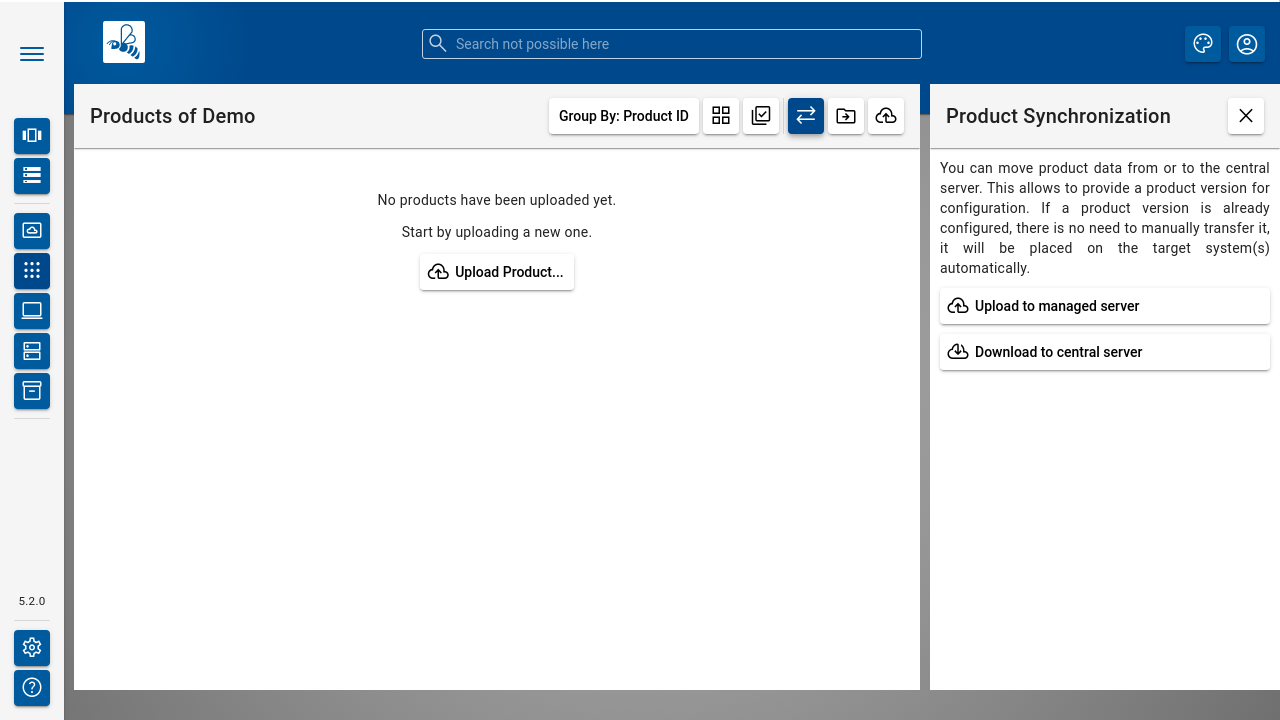 Search not possible here
Products of Demo
Group By: Product ID
No products have been uploaded yet.
Start by uploading a new one.
Upload Product...
Product Synchronization
You can move product data from or to the central
server. This allows to provide a product version for
configuration. If a product version is already
configured, there is no need to manually transfer it,
it will be placed on the target system(s)
automatically.
Upload to managed server
Download to central server
5.2.0